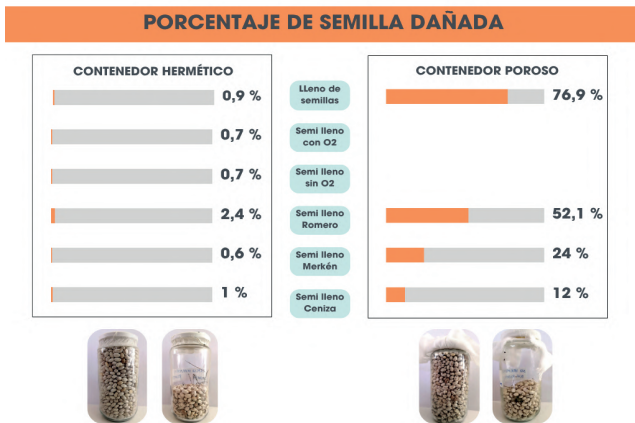 PORCENTAJE DE SEMILLA DAÑADA
CONTENEDOR HERMÉTICO
0,9 %
0,7 %
0,7 %
2,4 %
0,6 %
1 %
LLeno de
semillas
Semi lleno
con O2
Semi lleno
sin O2
Semi lleno
Romero
Semi lleno
Merkén
Semi lleno
Ceniza
CONTENEDOR POROSO
76,9 %
52,1 %
24 %
12 %